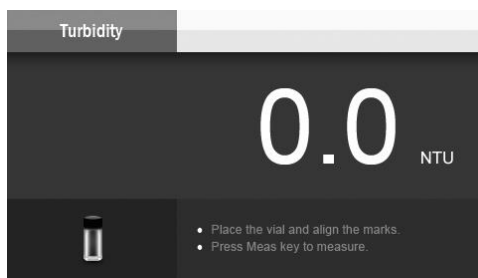 Turbidity
0.0 NTU
• Place the vial and align the marks.
• Press Meas key to measure.